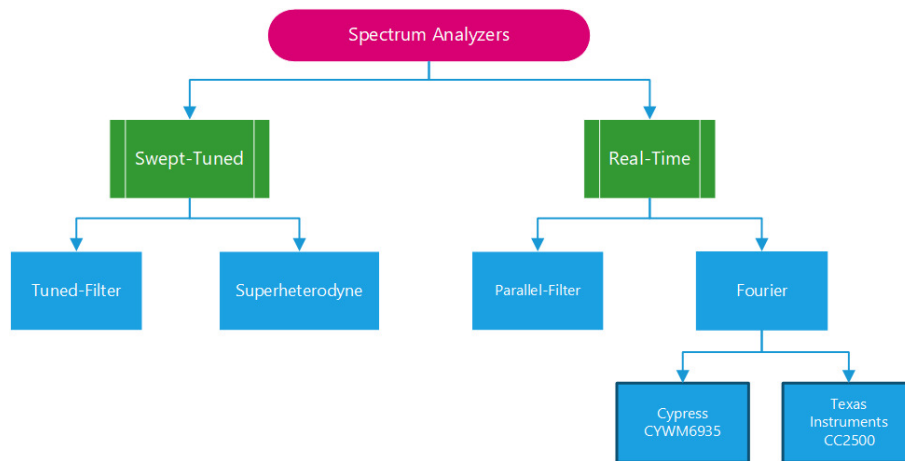 Spectrum Analyzers
Swept-Tuned
Real-Time
Tuned-Filter
Superheterodyne
Parallel-Filter
Fourier
Cypress
CYWM6935
Texas
Instruments
CC2500